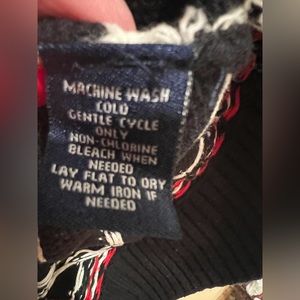 MACHINE WASH
COLD
GENTLE CYCLE
ONLY
NON-CHLORINE
BLEACH WHEN
NEEDED
LAY FLAT TO DRY
WARM IRON IF
NEEDED